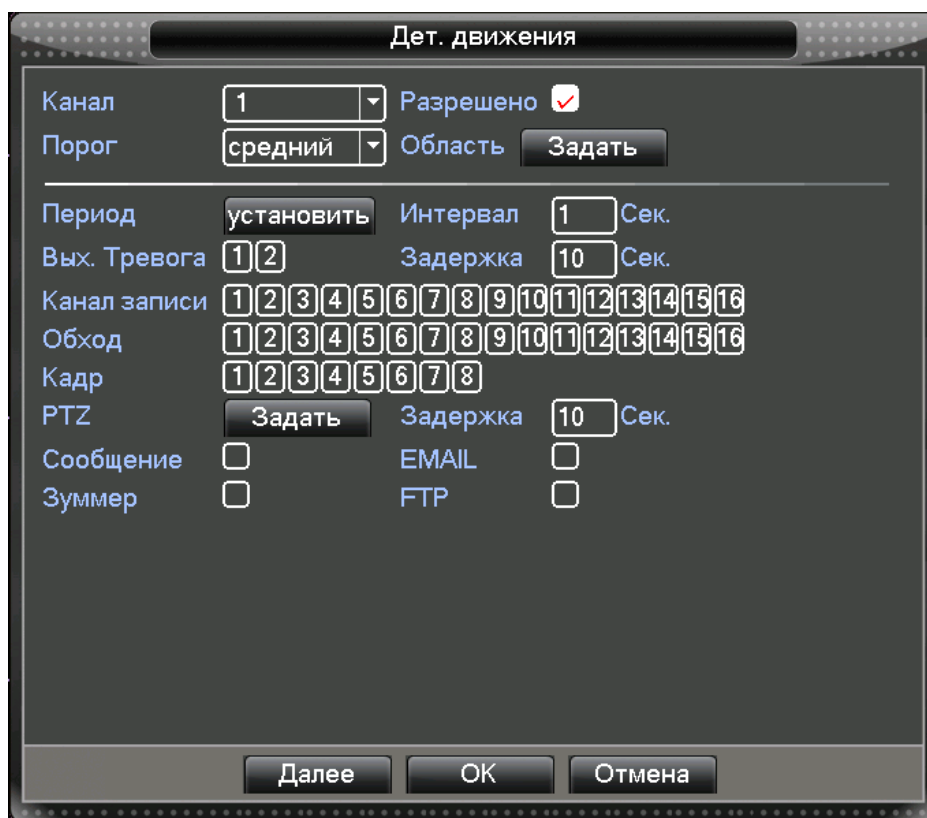 Дет. движения
Канал 1 Разрешено
Порог средний Область Задать
Период установить Интервал 1 Сек.
Вых. Тревога 1 2 Задержка 10 Сек.
Канал записи 1 2 3 4 5 6 7 8 9 10 11 12 13 14 15 16
Обход 1 2 3 4 5 6 7 8 9 10 11 12 13 14 15 16
Кадр 1 2 3 4 5 6 7 8
PTZ Задать Задержка 10 Сек.
Сообщение EMAIL
Зуммер FTP
Далее OK Отмена